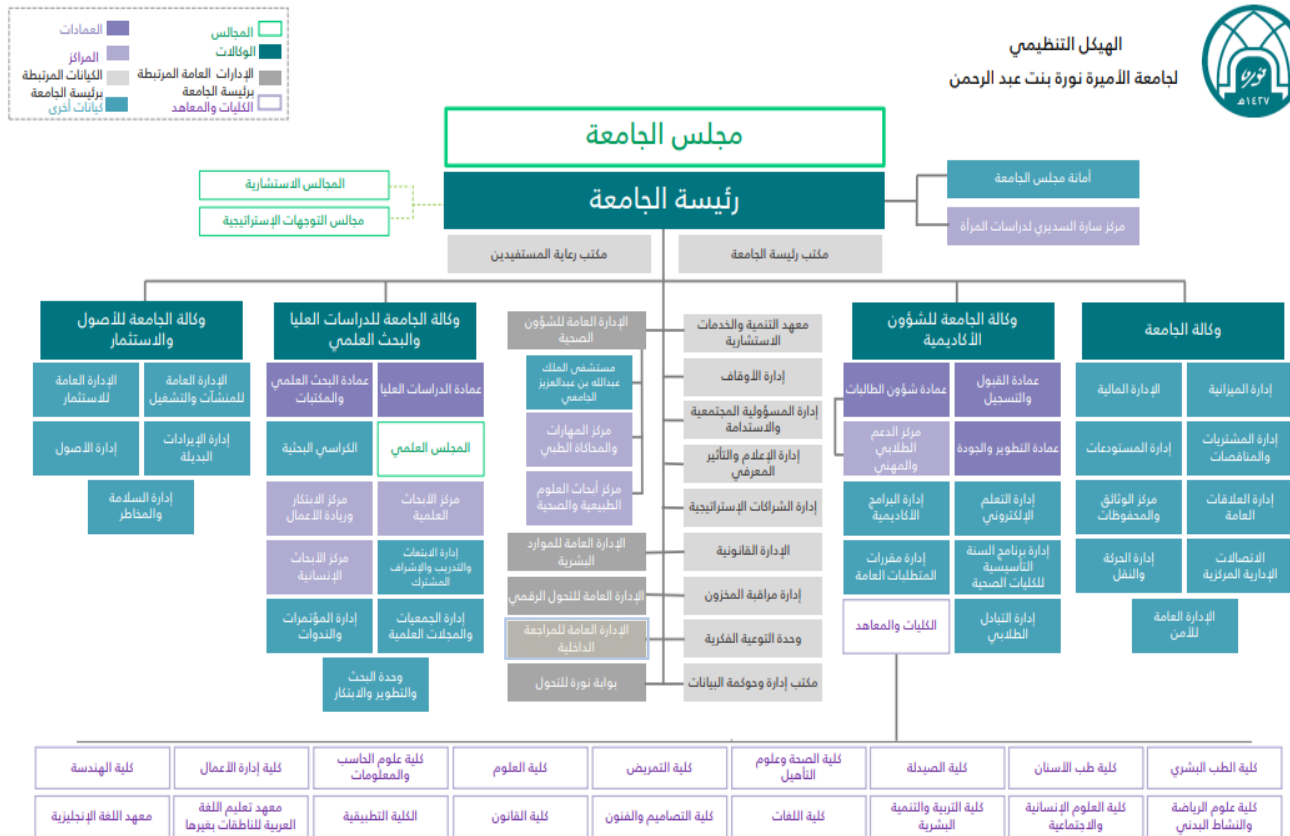 الهيكل التنظيمي
لجامعة الأميرة نورة بنت عبد الرحمن
نورة
١٤٢٧هـ
المجالس
الوكالات
الإدارات العامة المرتبطة
برئيسة الجامعة
الكليات والمعاهد
العمادات
المراكز
الكيانات المرتبطة
برئيسة الجامعة
كيانات أخرى
مجلس الجامعة
رئيسة الجامعة
أمانة مجلس الجامعة
مركز سارة السديري لدراسات المرأة
المجالس الاستشارية
مجالس التوجهات الإستراتيجية
مكتب رئيسة الجامعة
مكتب رعاية المستفيدين
وكالة الجامعة
إدارة الميزانية
الإدارة المالية
إدارة المشتريات
والمناقصات
إدارة المستودعات
إدارة العلاقات
العامة
مركز الوثائق
والمحفوظات
الاتصالات
الإدارية المركزية
إدارة الحركة
والنقل
الإدارة العامة
للأمن
وكالة الجامعة للشؤون
الأكاديمية
عمادة القبول
والتسجيل
عمادة شؤون الطالبات
عمادة التطوير والجودة
مركز الدعم
الطلابي
والمهني
إدارة التعلم
الإلكتروني
إدارة البرامج
الأكاديمية
إدارة برنامج السنة
التأسيسية
للكليات الصحية
إدارة مقررات
المتطلبات العامة
إدارة التبادل
الطلابي
الكليات والمعاهد
معهد التنمية والخدمات
الاستشارية
إدارة الأوقاف
إدارة المسؤولية المجتمعية
والاستدامة
إدارة الإعلام والتأثير
المعرفي
إدارة الشراكات الإستراتيجية
الإدارة القانونية
إدارة مراقبة المخزون
وحدة التوعية الفكرية
مكتب إدارة وحوكمة البيانات
الإدارة العامة للشؤون
الصحية
مستشفى الملك
عبدالله بن عبدالعزيز
الجامعي
مركز المهارات
والمحاكاة الطبي
مركز أبحاث العلوم
الطبيعية والصحية
الإدارة العامة للموارد
البشرية
الإدارة العامة للتحول الرقمي
الإدارة العامة للمراجعة
الداخلية
بوابة نورة للتحول
وكالة الجامعة للدراسات العليا
والبحث العلمي
عمادة الدراسات العليا
عمادة البحث العلمي
والمكتبات
المجلس العلمي
الكراسي البحثية
مركز الأبحاث
العلمية
مركز الابتكار
وريادة الأعمال
إدارة الابتعاث
والتدريب والإشراف
المشترك
مركز الأبحاث
الإنسانية
إدارة الجمعيات
والمجلات العلمية
إدارة المؤتمرات
والندوات
وحدة البحث
والتطوير والابتكار
وكالة الجامعة للأصول
والاستثمار
الإدارة العامة
للمنشآت والتشغيل
الإدارة العامة
للاستثمار
إدارة الإيرادات
البديلة
إدارة الأصول
إدارة السلامة
والمخاطر
كلية الطب البشري
كلية طب الأسنان
كلية الصيدلة
كلية الصحة وعلوم
التأهيل
كلية التمريض
كلية العلوم
كلية علوم الحاسب
والمعلومات
كلية إدارة الأعمال
كلية الهندسة
كلية علوم الرياضة
والنشاط البدني
كلية العلوم الإنسانية
والاجتماعية
كلية التربية والتنمية
البشرية
كلية اللغات
كلية التصاميم والفنون
كلية القانون
الكلية التطبيقية
معهد تعليم اللغة
العربية للناطقات بغيرها
معهد اللغة الإنجليزية